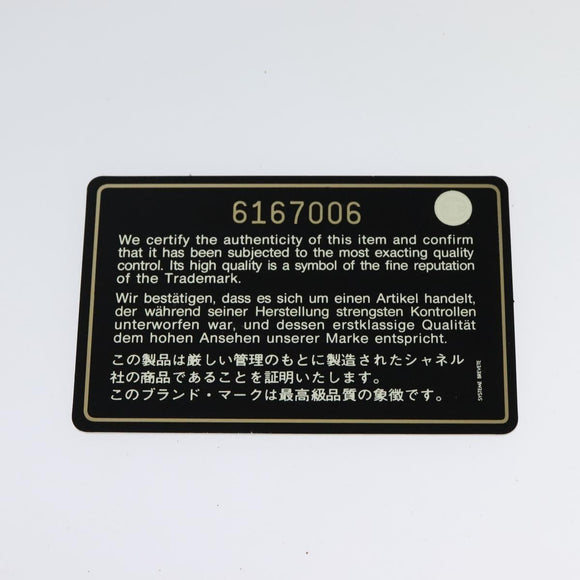 6167006
We certify the authenticity of this item and confirm
that it has been subjected to the most exacting quality
control. Its high quality is a symbol of the fine reputation
of the Trademark.
Wir bestätigen, dass es sich um einen Artikel handelt,
der während seiner Herstellung strengsten Kontrollen
unterworfen war, und dessen erstklassige Qualität
dem hohen Ansehen unserer Marke entspricht.
この製品は厳しい管理のもとに製造されたシャネル
社の商品であることを証明いたします。
このブランド・マークは最高級品質の象徴です。
SYSTEME BREVETE